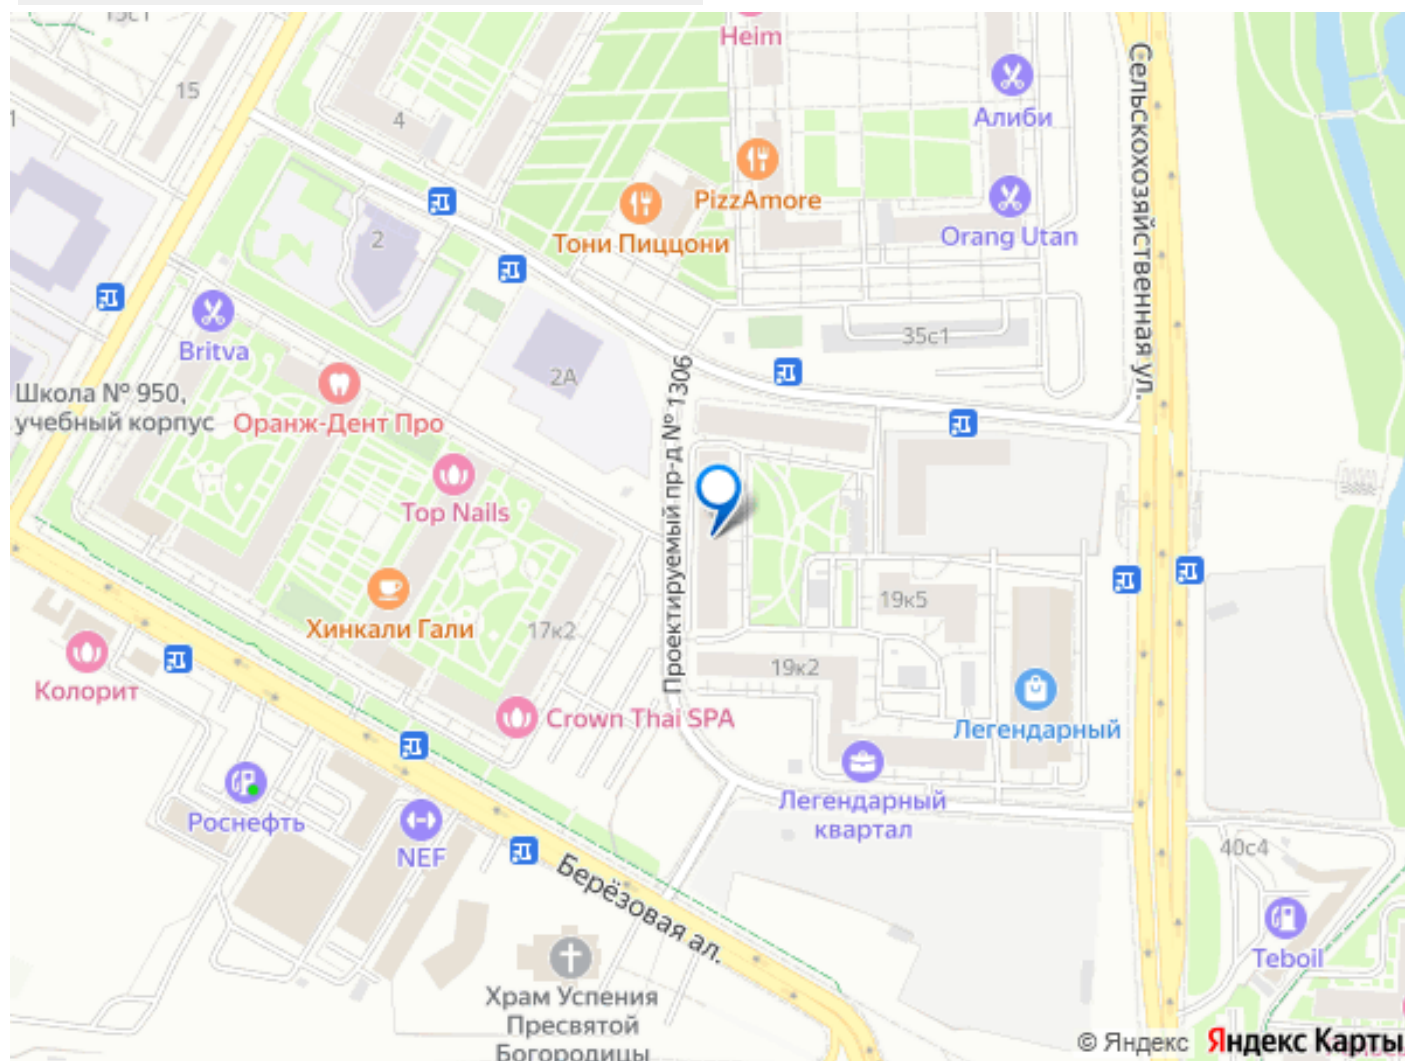 Heim
15
4
Алиби
PizzAmore
Тони Пиццони
Orang Utan
Сельскохозяйственная ул.
2
Britva
35с1
2А
Школа № 950,
учебный корпус
Оранж-Дент Про
Проектируемый пр-д № 1306
Top Nails
Хинкали Гали
17к2
19к5
19к2
Колорит
Crown Thai SPA
Легендарный
Роснефть
NEF
Легендарный
квартал
40с4
Берёзовая ал.
Teboil
Храм Успения
Пресвятой
Богородицы
© Яндекс Яндекс Карты